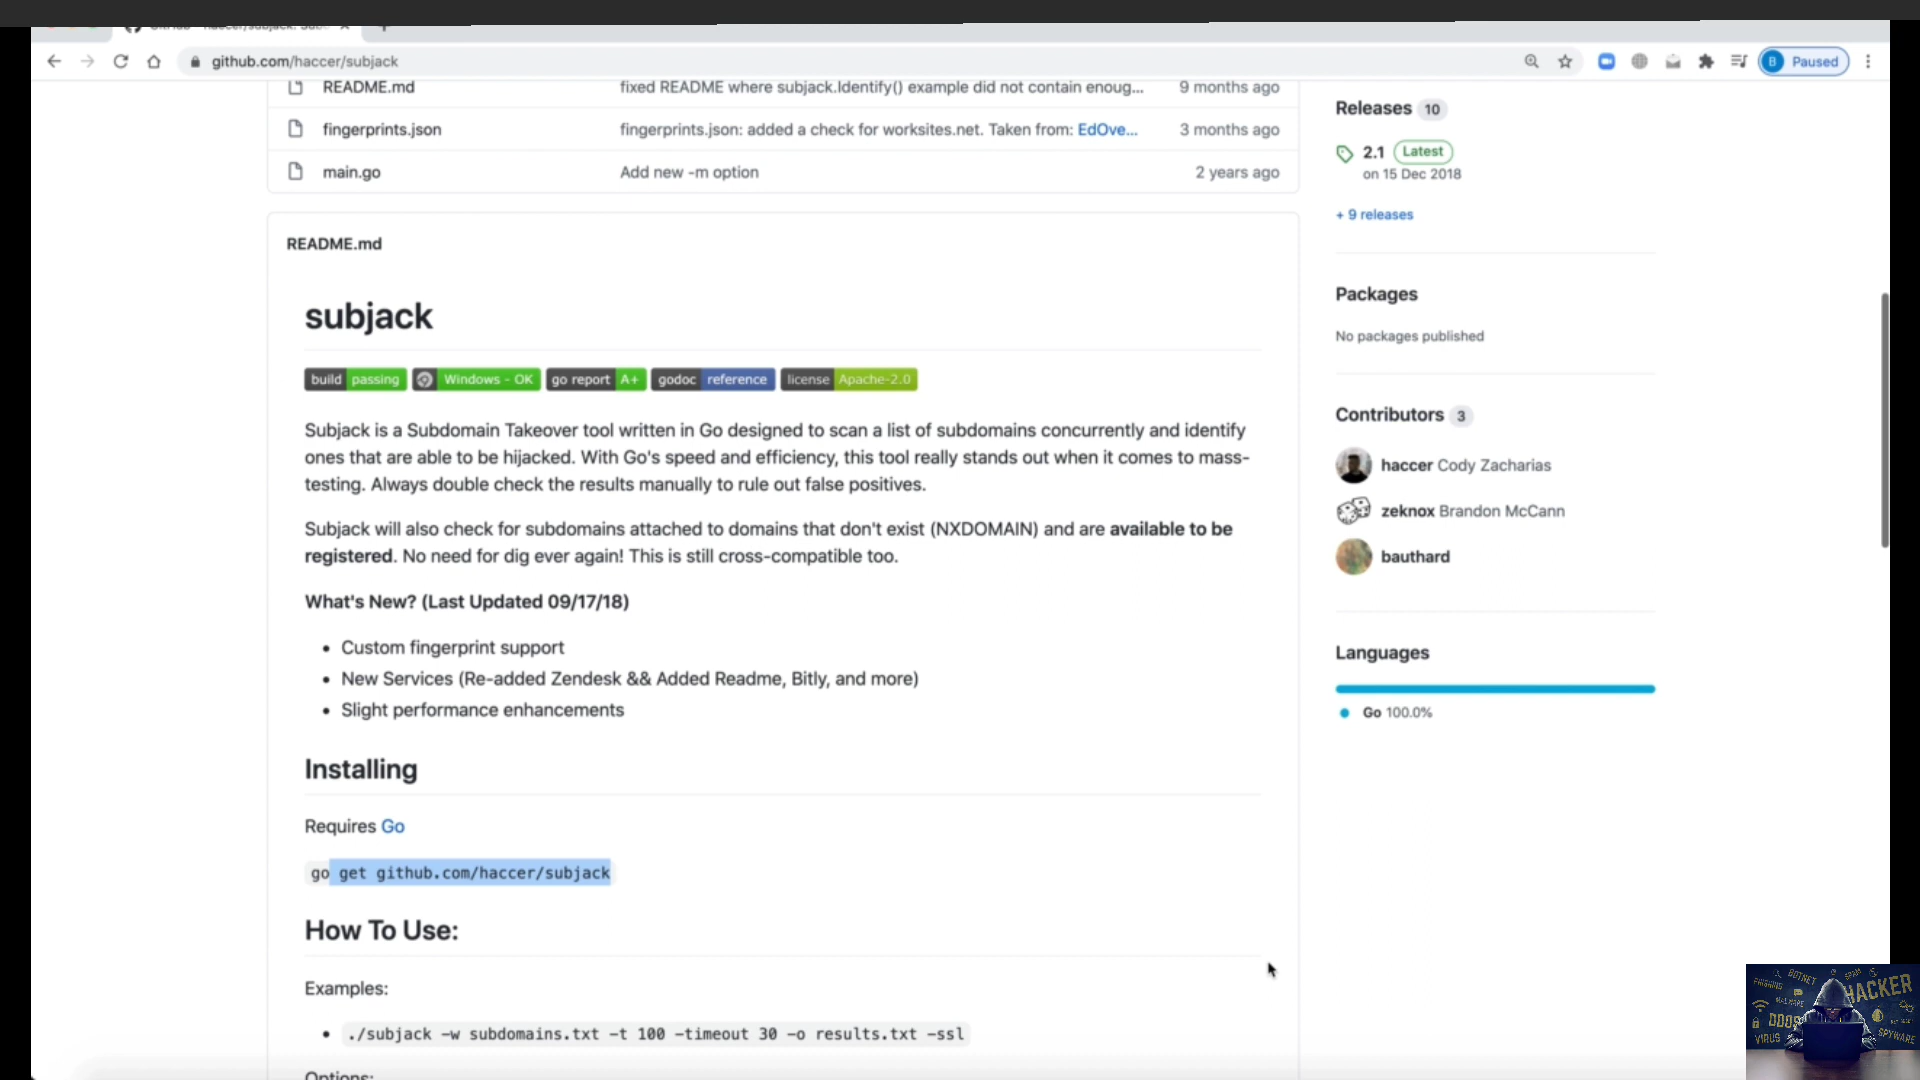 github.com/haccer/subjack
Paused
README.md fixed README where subjack.Identify() example did not contain enoug... 9 months ago
fingerprints.json fingerprints.json: added a check for worksites.net. Taken from: EdOve... 3 months ago
main.go Add new -m option 2 years ago
README.md
subjack
build passing Windows - OK go report A+ godoc reference license Apache-2.0
Subjack is a Subdomain Takeover tool written in Go designed to scan a list of subdomains concurrently and identify
ones that are able to be hijacked. With Go's speed and efficiency, this tool really stands out when it comes to mass-
testing. Always double check the results manually to rule out false positives.
Subjack will also check for subdomains attached to domains that don't exist (NXDOMAIN) and are available to be
registered. No need for dig ever again! This is still cross-compatible too.
What's New? (Last Updated 09/17/18)
• Custom fingerprint support
• New Services (Re-added Zendesk && Added Readme, Bitly, and more)
• Slight performance enhancements
Installing
Requires Go
go get github.com/haccer/subjack
How To Use:
Examples:
• ./subjack -w subdomains.txt -t 100 -timeout 30 -o results.txt -ssl
Options:
Releases 10
2.1 Latest
on 15 Dec 2018
+ 9 releases
Packages
No packages published
Contributors 3
haccer Cody Zacharias
zeknox Brandon McCann
bauthard
Languages
Go 100.0%
PHISHING BOTNET SPAM
HACKER
MALWARE
DDOS
VIRUS
SPYWARE